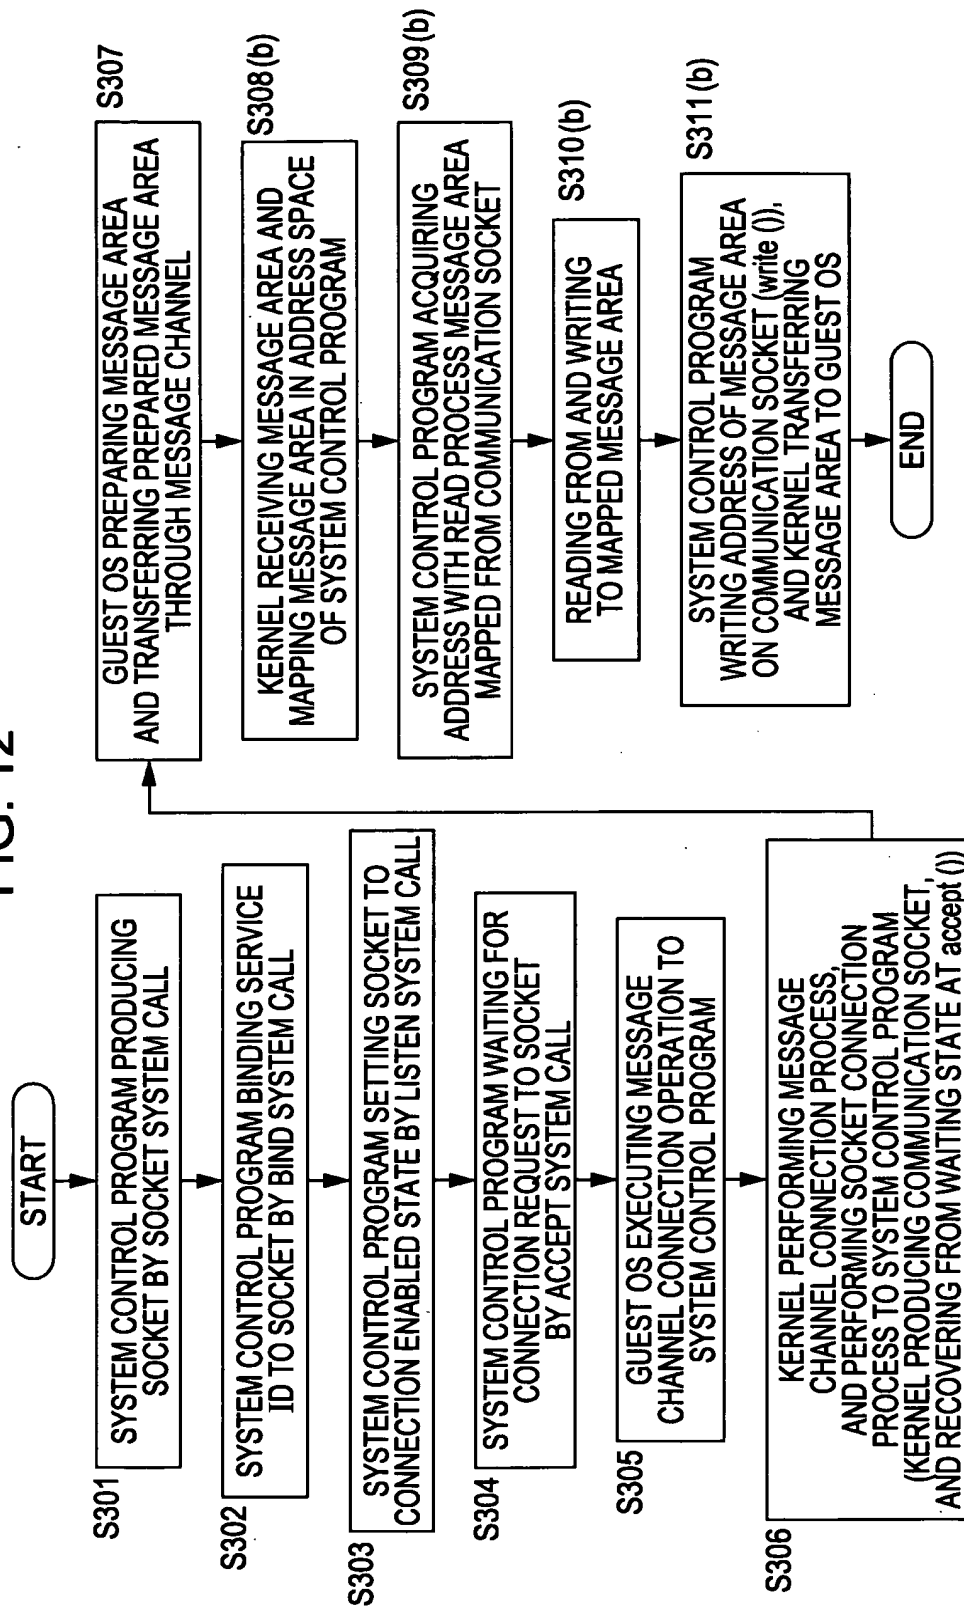 FIG. 12
START
S301
SYSTEM CONTROL PROGRAM PRODUCING
SOCKET BY SOCKET SYSTEM CALL
S302
SYSTEM CONTROL PROGRAM BINDING SERVICE
ID TO SOCKET BY BIND SYSTEM CALL
S303
SYSTEM CONTROL PROGRAM SETTING SOCKET TO
CONNECTION ENABLED STATE BY LISTEN SYSTEM CALL
S304
SYSTEM CONTROL PROGRAM WAITING FOR
CONNECTION REQUEST TO SOCKET
BY ACCEPT SYSTEM CALL
S305
GUEST OS EXECUTING MESSAGE
CHANNEL CONNECTION OPERATION TO
SYSTEM CONTROL PROGRAM
S306
KERNEL PERFORMING MESSAGE
CHANNEL CONNECTION PROCESS,
AND PERFORMING SOCKET CONNECTION
PROCESS TO SYSTEM CONTROL PROGRAM
(KERNEL PRODUCING COMMUNICATION SOCKET,
AND RECOVERING FROM WAITING STATE AT accept ())
S307
GUEST OS PREPARING MESSAGE AREA
AND TRANSFERRING PREPARED MESSAGE AREA
THROUGH MESSAGE CHANNEL
S308(b)
KERNEL RECEIVING MESSAGE AREA AND
MAPPING MESSAGE AREA IN ADDRESS SPACE
OF SYSTEM CONTROL PROGRAM
S309(b)
SYSTEM CONTROL PROGRAM ACQUIRING
ADDRESS WITH READ PROCESS MESSAGE AREA
MAPPED FROM COMMUNICATION SOCKET
S310(b)
READING FROM AND WRITING
TO MAPPED MESSAGE AREA
S311(b)
SYSTEM CONTROL PROGRAM
WRITING ADDRESS OF MESSAGE AREA
ON COMMUNICATION SOCKET (write ()),
AND KERNEL TRANSFERRING
MESSAGE AREA TO GUEST OS
END